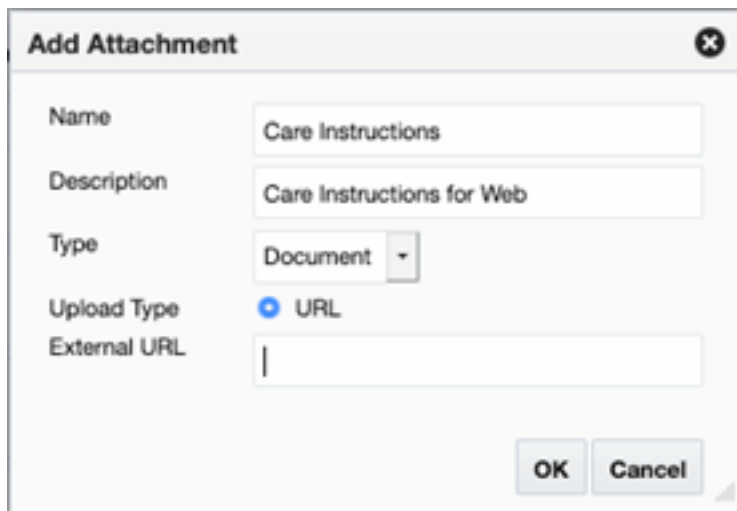 Add Attachment
Name
Care Instructions
Description
Care Instructions for Web
Type
Document
Upload Type
URL
External URL
OK
Cancel